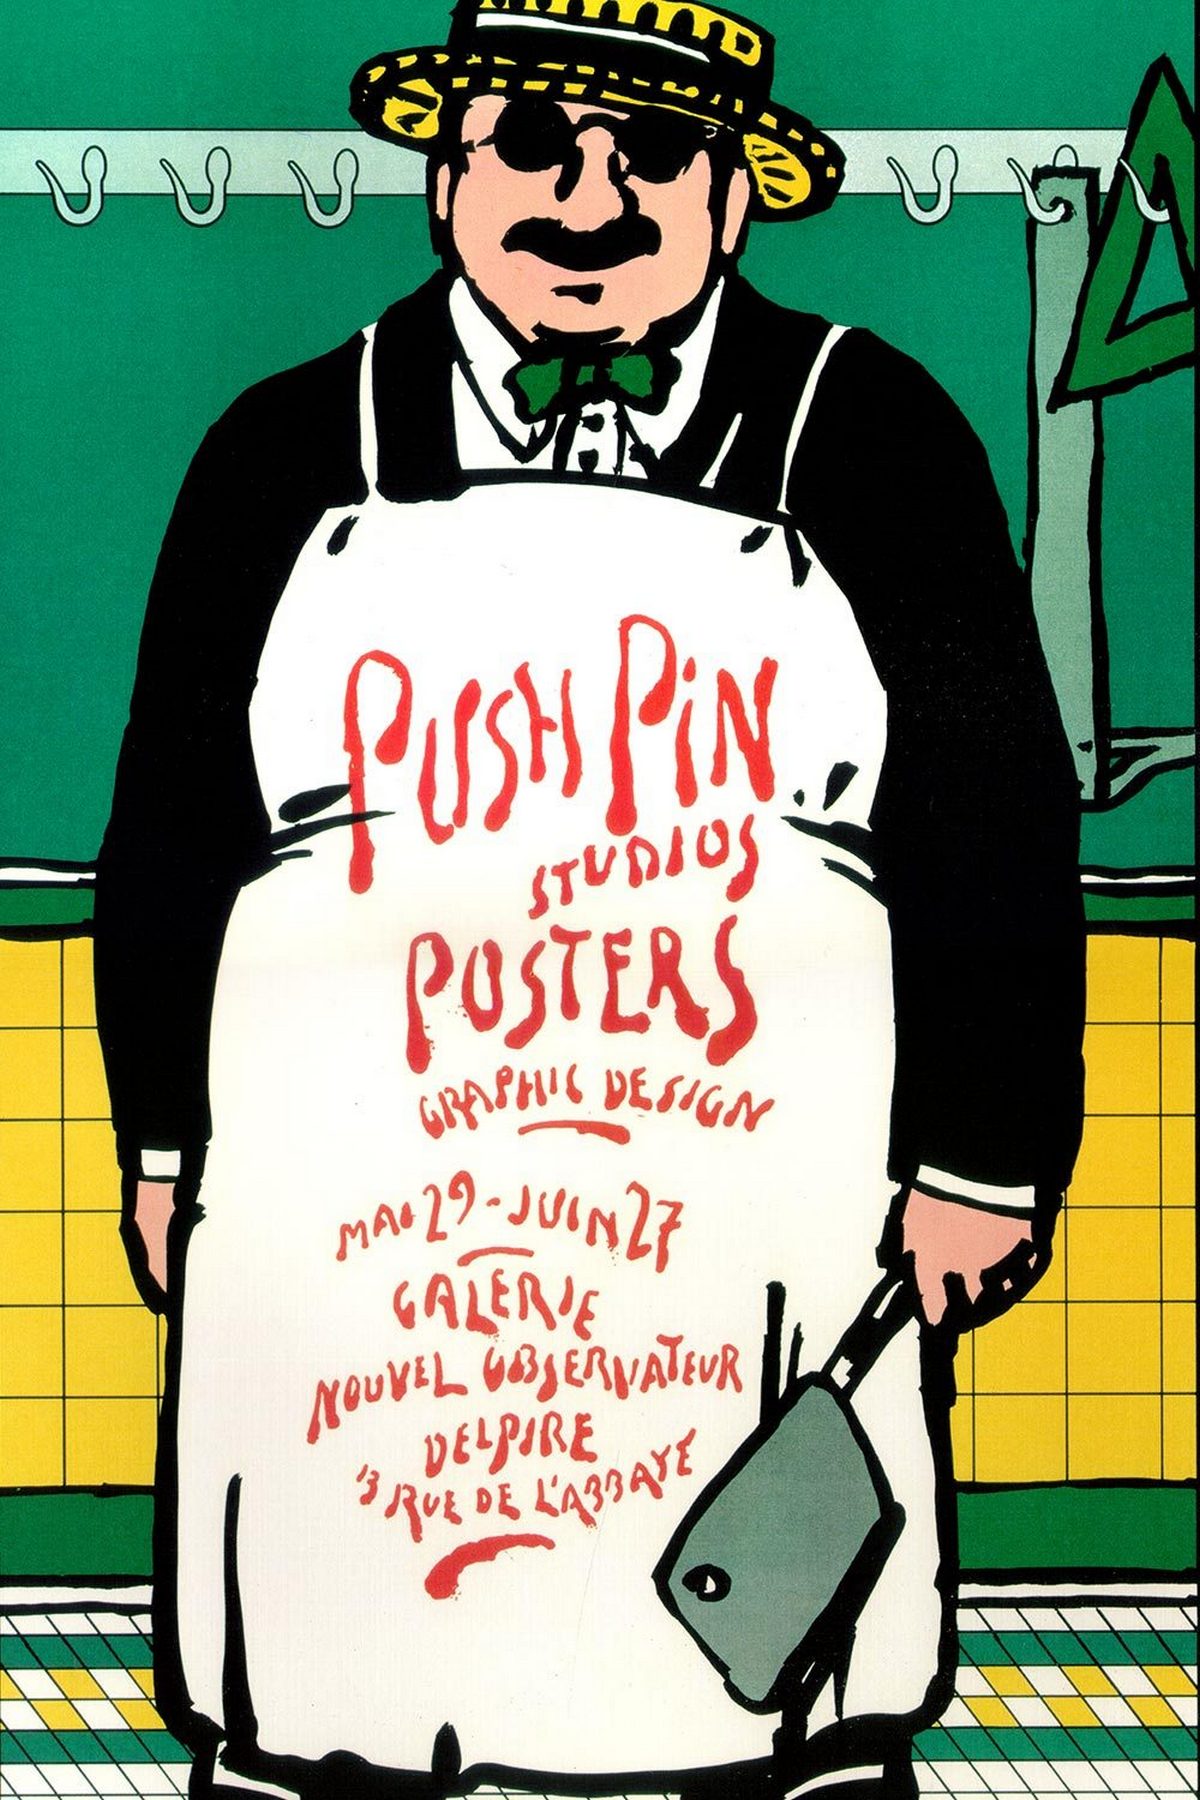 PUSH PiN
STUDIOS
POSTERS
GRAPHIC DESIGN
MAI 29 - JUIN 27
GALERIE
NOUVEL OBSERVATEUR
DELPIRE
13 RUE DE L'ABBAYE